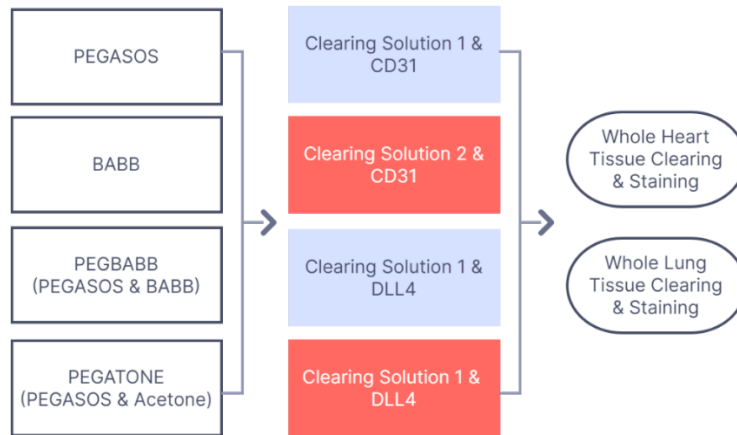 PEGASOS
BABB
PEGBABB
(PEGASOS & BABB)
PEGATONE
(PEGASOS & Acetone)
Clearing Solution 1 &
CD31
Clearing Solution 2 &
CD31
Clearing Solution 1 &
DLL4
Clearing Solution 1 &
DLL4
Whole Heart
Tissue Clearing
& Staining
Whole Lung
Tissue Clearing
& Staining